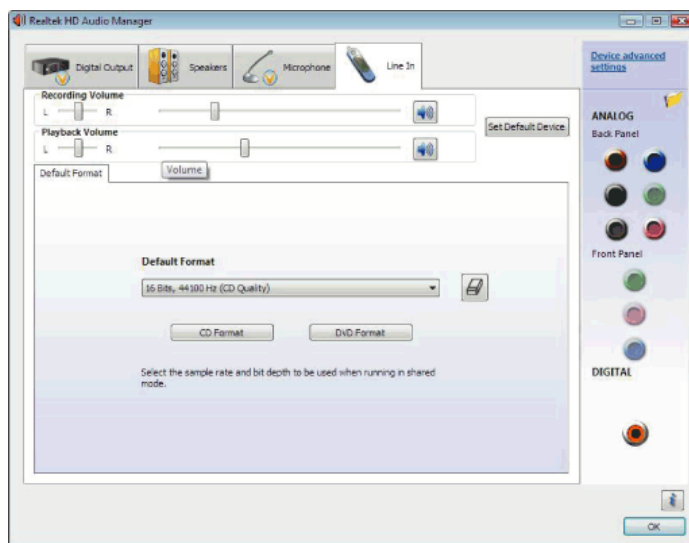 Realtek HD Audio Manager
Digital Output
Speakers
Microphone
Line In
Device advanced
settings
Recording Volume
L
R
Set Default Device
Playback Volume
L
R
Volume
Default Format
Default Format
16 Bits, 44100 Hz (CD Quality)
CD Format
DVD Format
Select the sample rate and bit depth to be used when running in shared
mode.
ANALOG
Back Panel
Front Panel
DIGITAL
OK